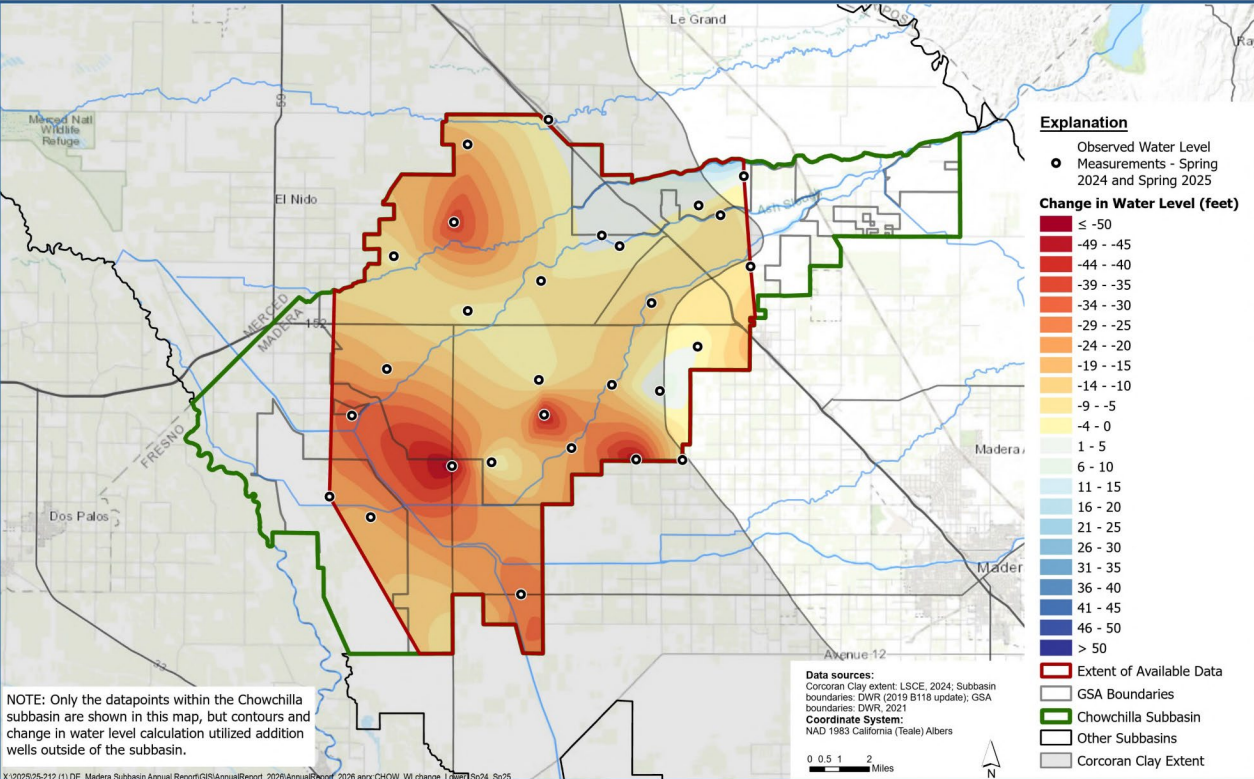 Le Grand
59
Merced Natl
Wildlife
Refuge
El Nido
Ash Slough
MERCED
MADERA
152
FRESNO
Dos Palos
33
Madera
Madera
Avenue 12
Explanation
Observed Water Level
Measurements - Spring
2024 and Spring 2025
Change in Water Level (feet)
≤ -50
-49 - -45
-44 - -40
-39 - -35
-34 - -30
-29 - -25
-24 - -20
-19 - -15
-14 - -10
-9 - -5
-4 - 0
1 - 5
6 - 10
11 - 15
16 - 20
21 - 25
26 - 30
31 - 35
36 - 40
41 - 45
46 - 50
> 50
Extent of Available Data
GSA Boundaries
Chowchilla Subbasin
Other Subbasins
Corcoran Clay Extent
NOTE: Only the datapoints within the Chowchilla
subbasin are shown in this map, but contours and
change in water level calculation utilized addition
wells outside of the subbasin.
Data sources:
Corcoran Clay extent: LSCE, 2024; Subbasin
boundaries: DWR (2019 B118 update); GSA
boundaries: DWR, 2021
Coordinate System:
NAD 1983 California (Teale) Albers
0 0.5 1 2
Miles
N